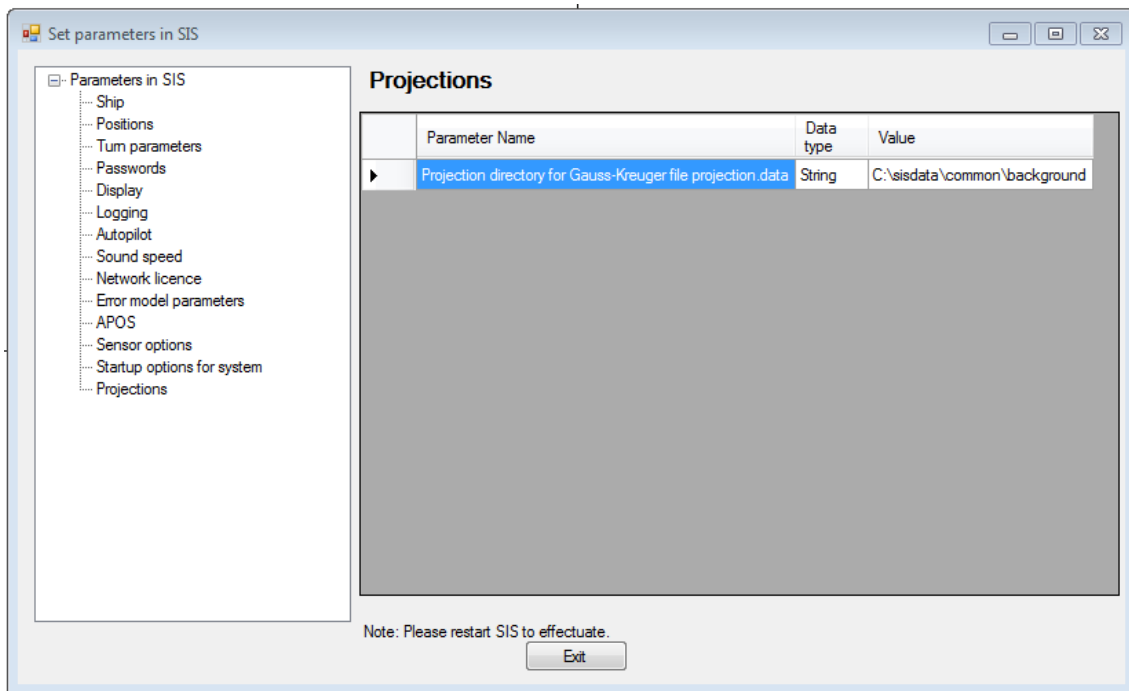 Set parameters in SIS
Parameters in SIS
Ship
Positions
Turn parameters
Passwords
Display
Logging
Autopilot
Sound speed
Network licence
Error model parameters
APOS
Sensor options
Startup options for system
Projections
Projections
Parameter Name
Data
type
Value
Projection directory for Gauss-Kreuger file projection.data String C:\sisdata\common\background
Note: Please restart SIS to effectuate.
Exit